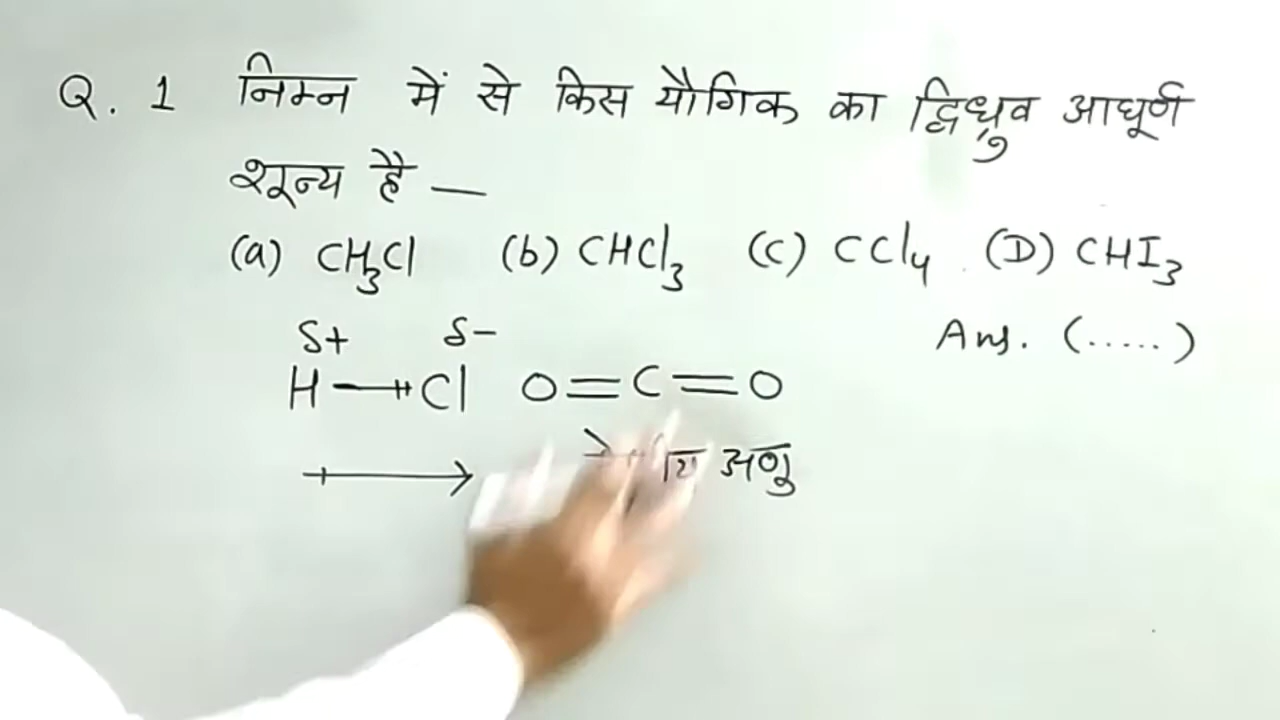 Q. 1 निम्न में से किस यौगिक का द्विध्रुव आघूर्ण
शून्य है —
(a) CH₃Cl (b) CHCl₃ (C) CCl₄ (D) CHI₃
Ans. (.....)
δ+ δ−
H Cl O=C=O
अणु